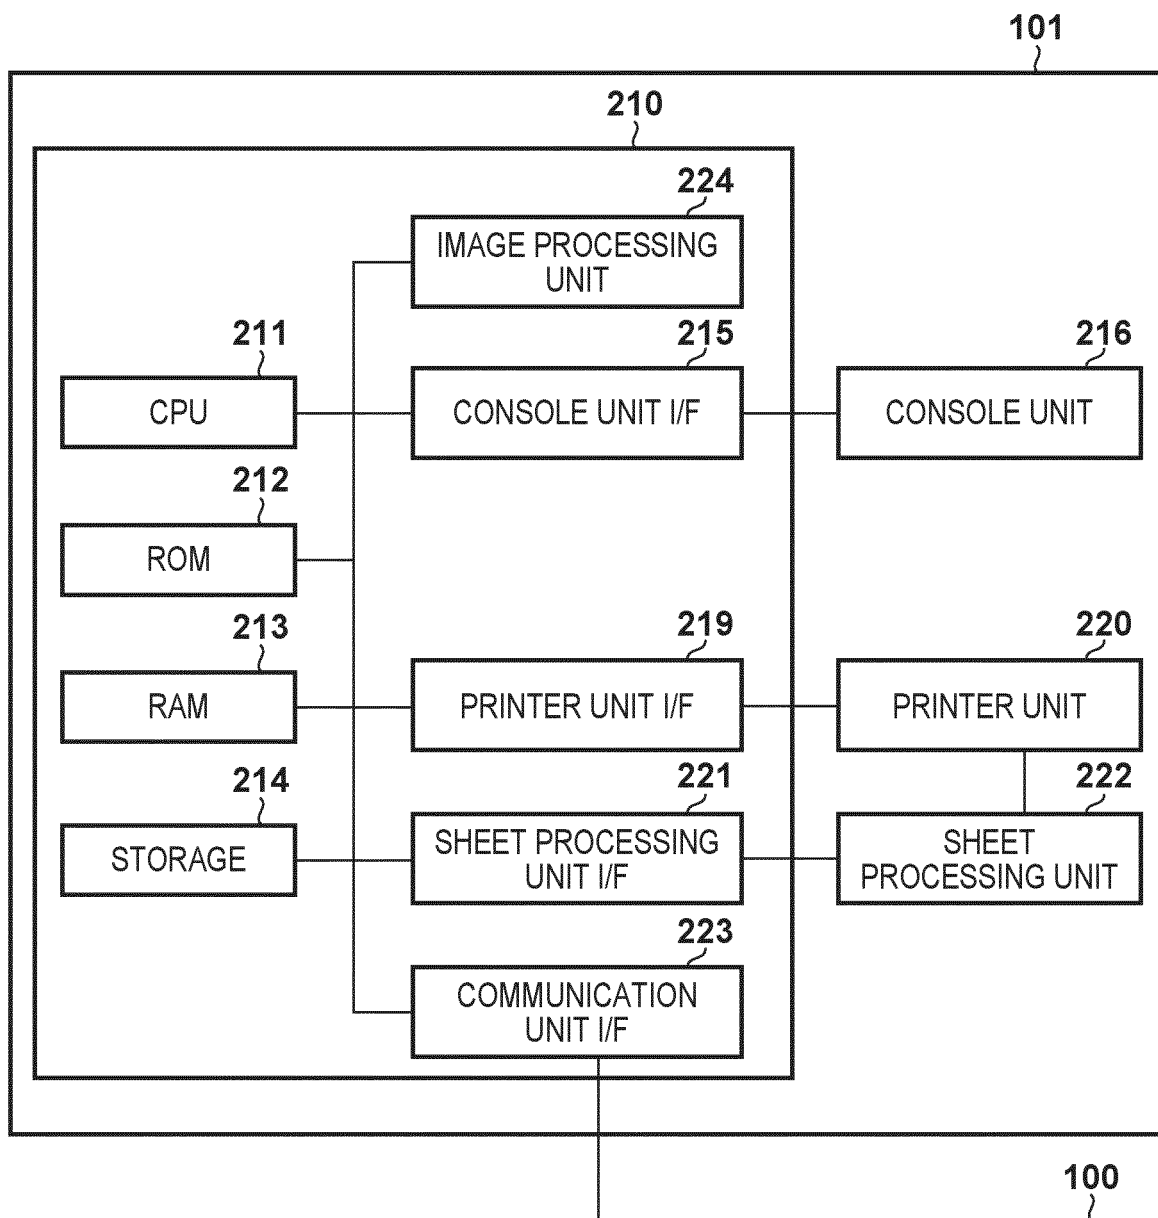 101
210
224
IMAGE PROCESSING
UNIT
211
215
216
CPU
CONSOLE UNIT I/F
CONSOLE UNIT
212
ROM
213
219
220
RAM
PRINTER UNIT I/F
PRINTER UNIT
214
221
222
STORAGE
SHEET PROCESSING
UNIT I/F
SHEET
PROCESSING UNIT
223
COMMUNICATION
UNIT I/F
100